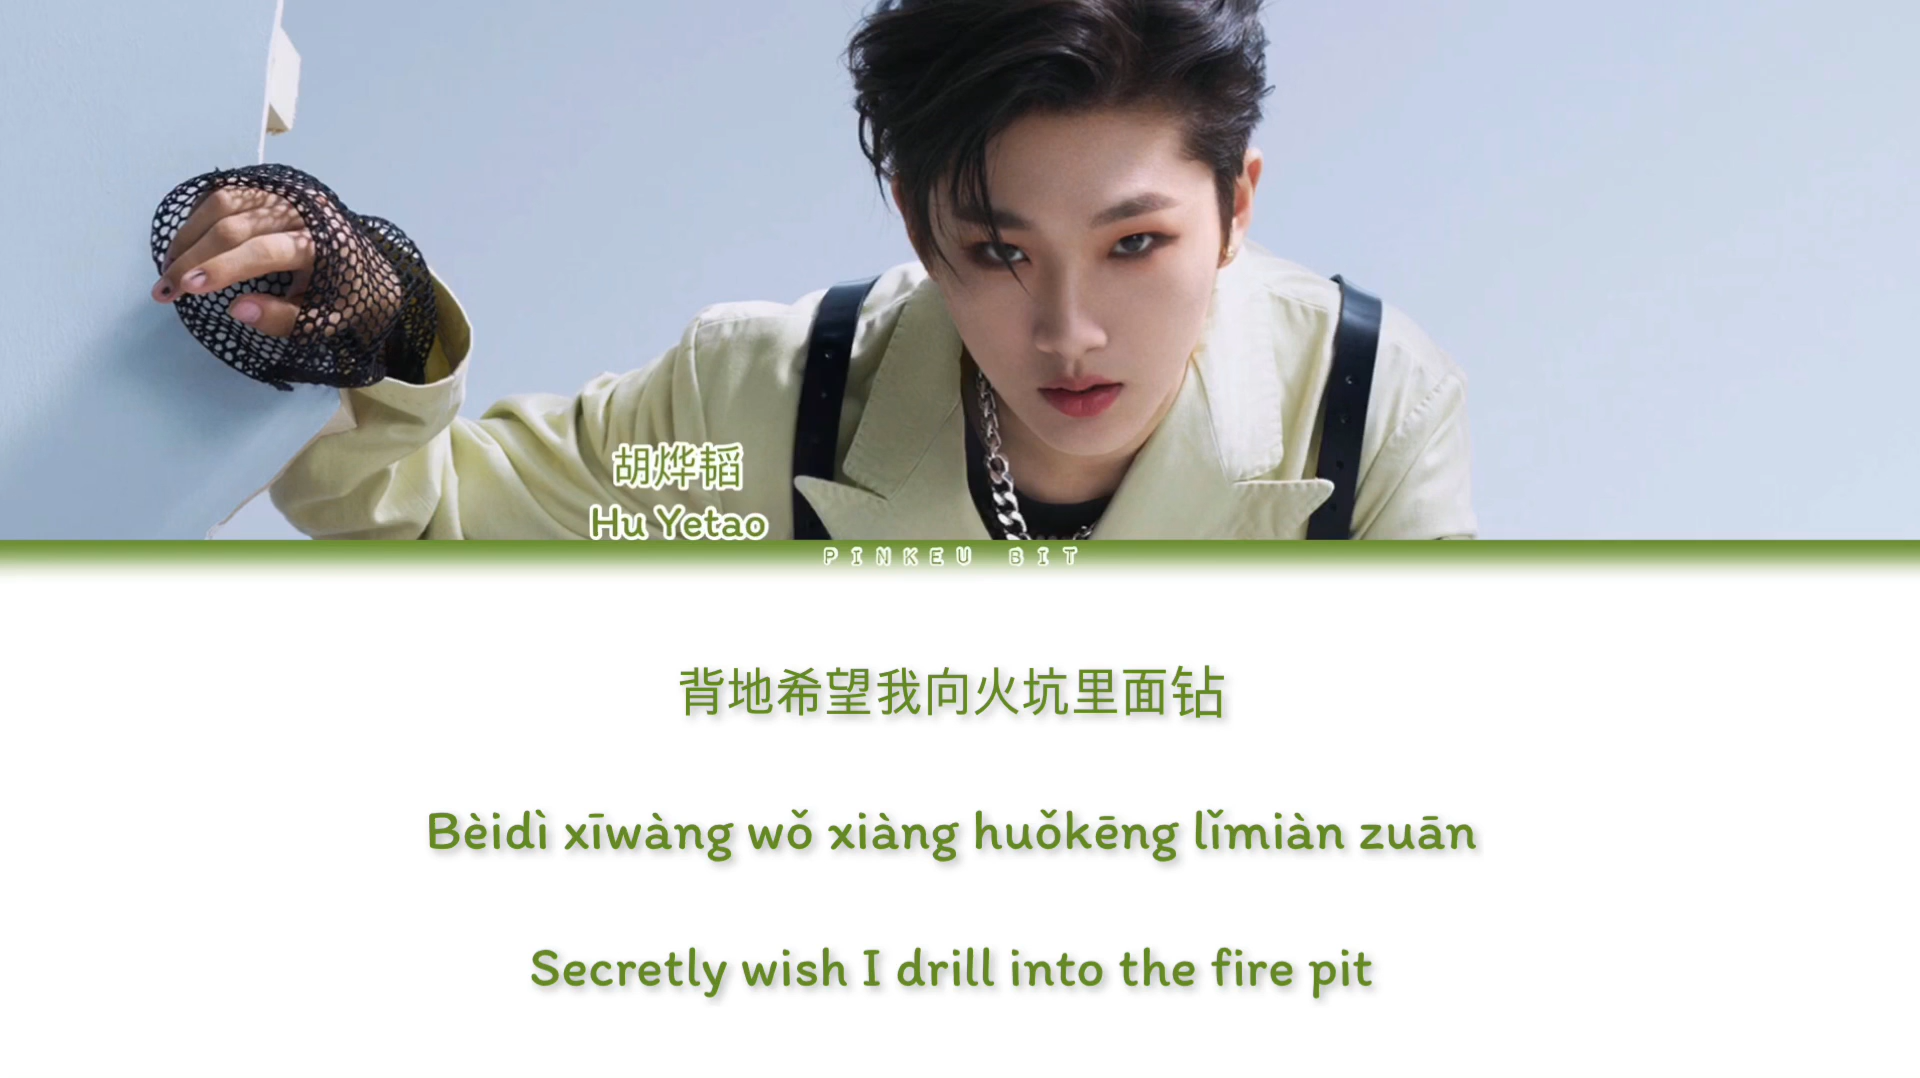 胡烨韬
Hu Yetao
PINKEU BIT
背地希望我向火坑里面钻
Bèidì xīwàng wǒ xiàng huǒkēng lǐmiàn zuān
Secretly wish I drill into the fire pit